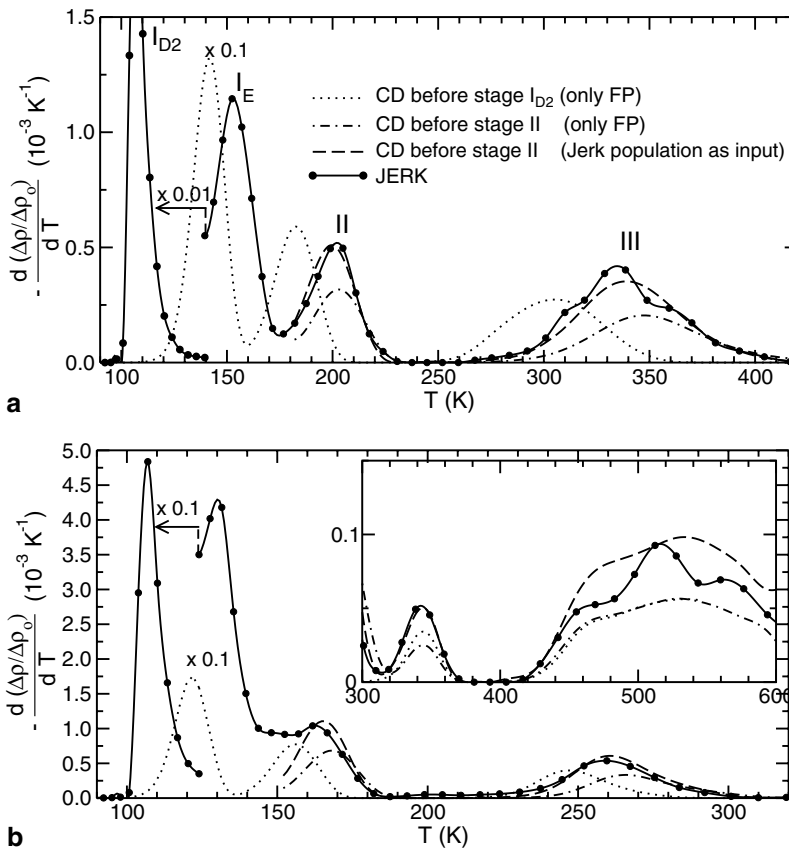 1.5
1.0
0.5
0.0
- d (Δρ/Δρo) / d T (10⁻³ K⁻¹)
I_D2
x 0.1
I_E
CD before stage I_D2 (only FP)
CD before stage II (only FP)
CD before stage II (Jerk population as input)
JERK
x 0.01
II
III
100 150 200 250 300 350 400
T (K)
a
5.0
4.5
4.0
3.5
3.0
2.5
2.0
1.5
1.0
0.5
0.0
- d (Δρ/Δρo) / d T (10⁻³ K⁻¹)
x 0.1
x 0.1
0.1
0
300 400 500 600
100 150 200 250 300
T (K)
b